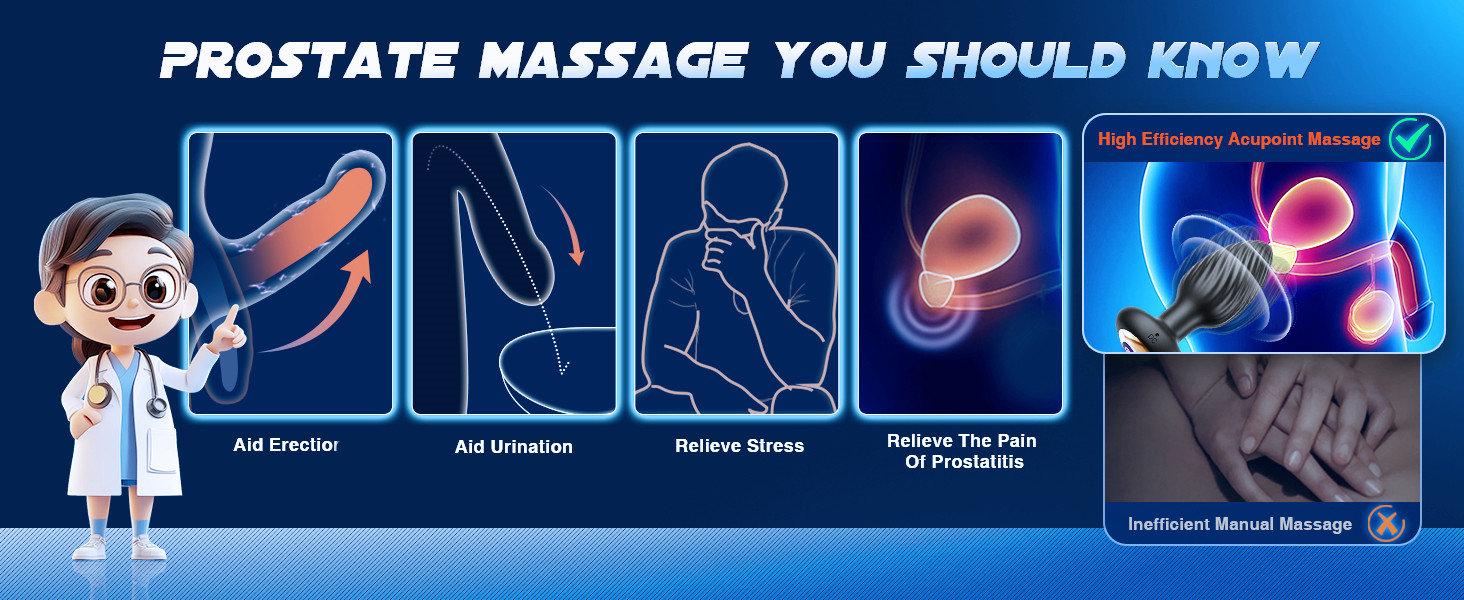 PROSTATE MASSAGE YOU SHOULD KNOW
High Efficiency Acupoint Massage
Aid Erection
Aid Urination
Relieve Stress
Relieve The Pain
Of Prostatitis
Inefficient Manual Massage